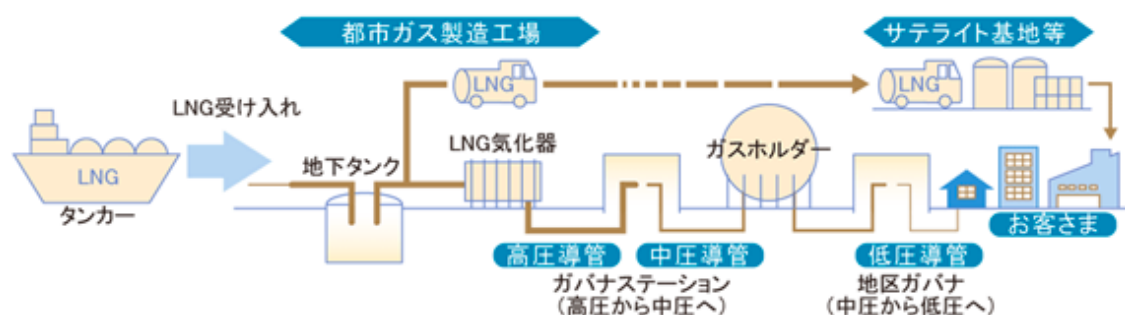 都市ガス製造工場
サテライト基地等
LNG
LNG
LNG受け入れ
LNG気化器
ガスホルダー
地下タンク
LNG
タンカー
お客さま
高圧導管
中圧導管
低圧導管
ガバナステーション
(高圧から中圧へ)
地区ガバナ
(中圧から低圧へ)